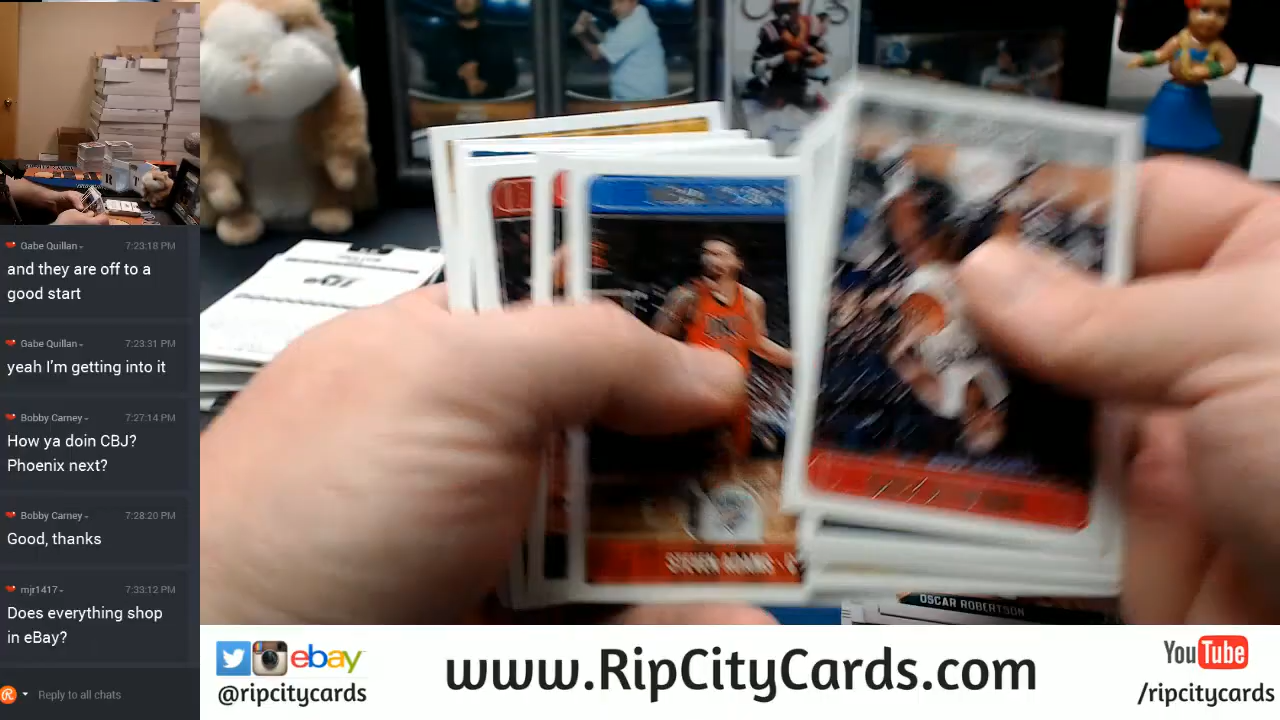 Gabe Quillan 7:23:18 PM
and they are off to a
good start
Gabe Quillan 7:23:31 PM
yeah I'm getting into it
Bobby Carney 7:27:14 PM
How ya doin CBJ?
Phoenix next?
Bobby Carney 7:28:20 PM
Good, thanks
mjr1417 7:33:12 PM
Does everything shop
in eBay?
Reply to all chats
STEVEN ADAMS
OSCAR ROBERTSON
ebay
@ripcitycards
www.RipCityCards.com
YouTube
/ripcitycards